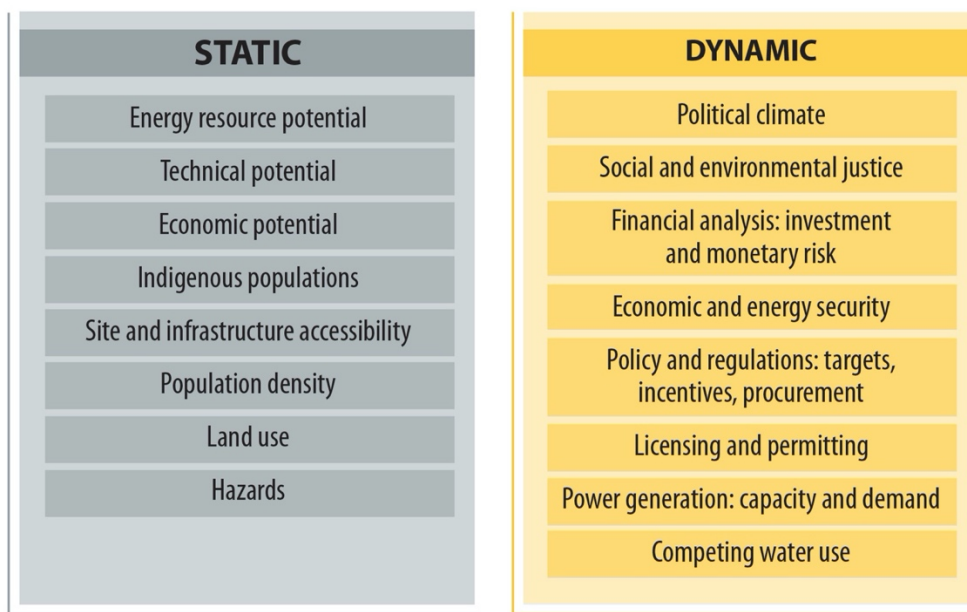 STATIC
Energy resource potential
Technical potential
Economic potential
Indigenous populations
Site and infrastructure accessibility
Population density
Land use
Hazards
DYNAMIC
Political climate
Social and environmental justice
Financial analysis: investment
and monetary risk
Economic and energy security
Policy and regulations: targets,
incentives, procurement
Licensing and permitting
Power generation: capacity and demand
Competing water use